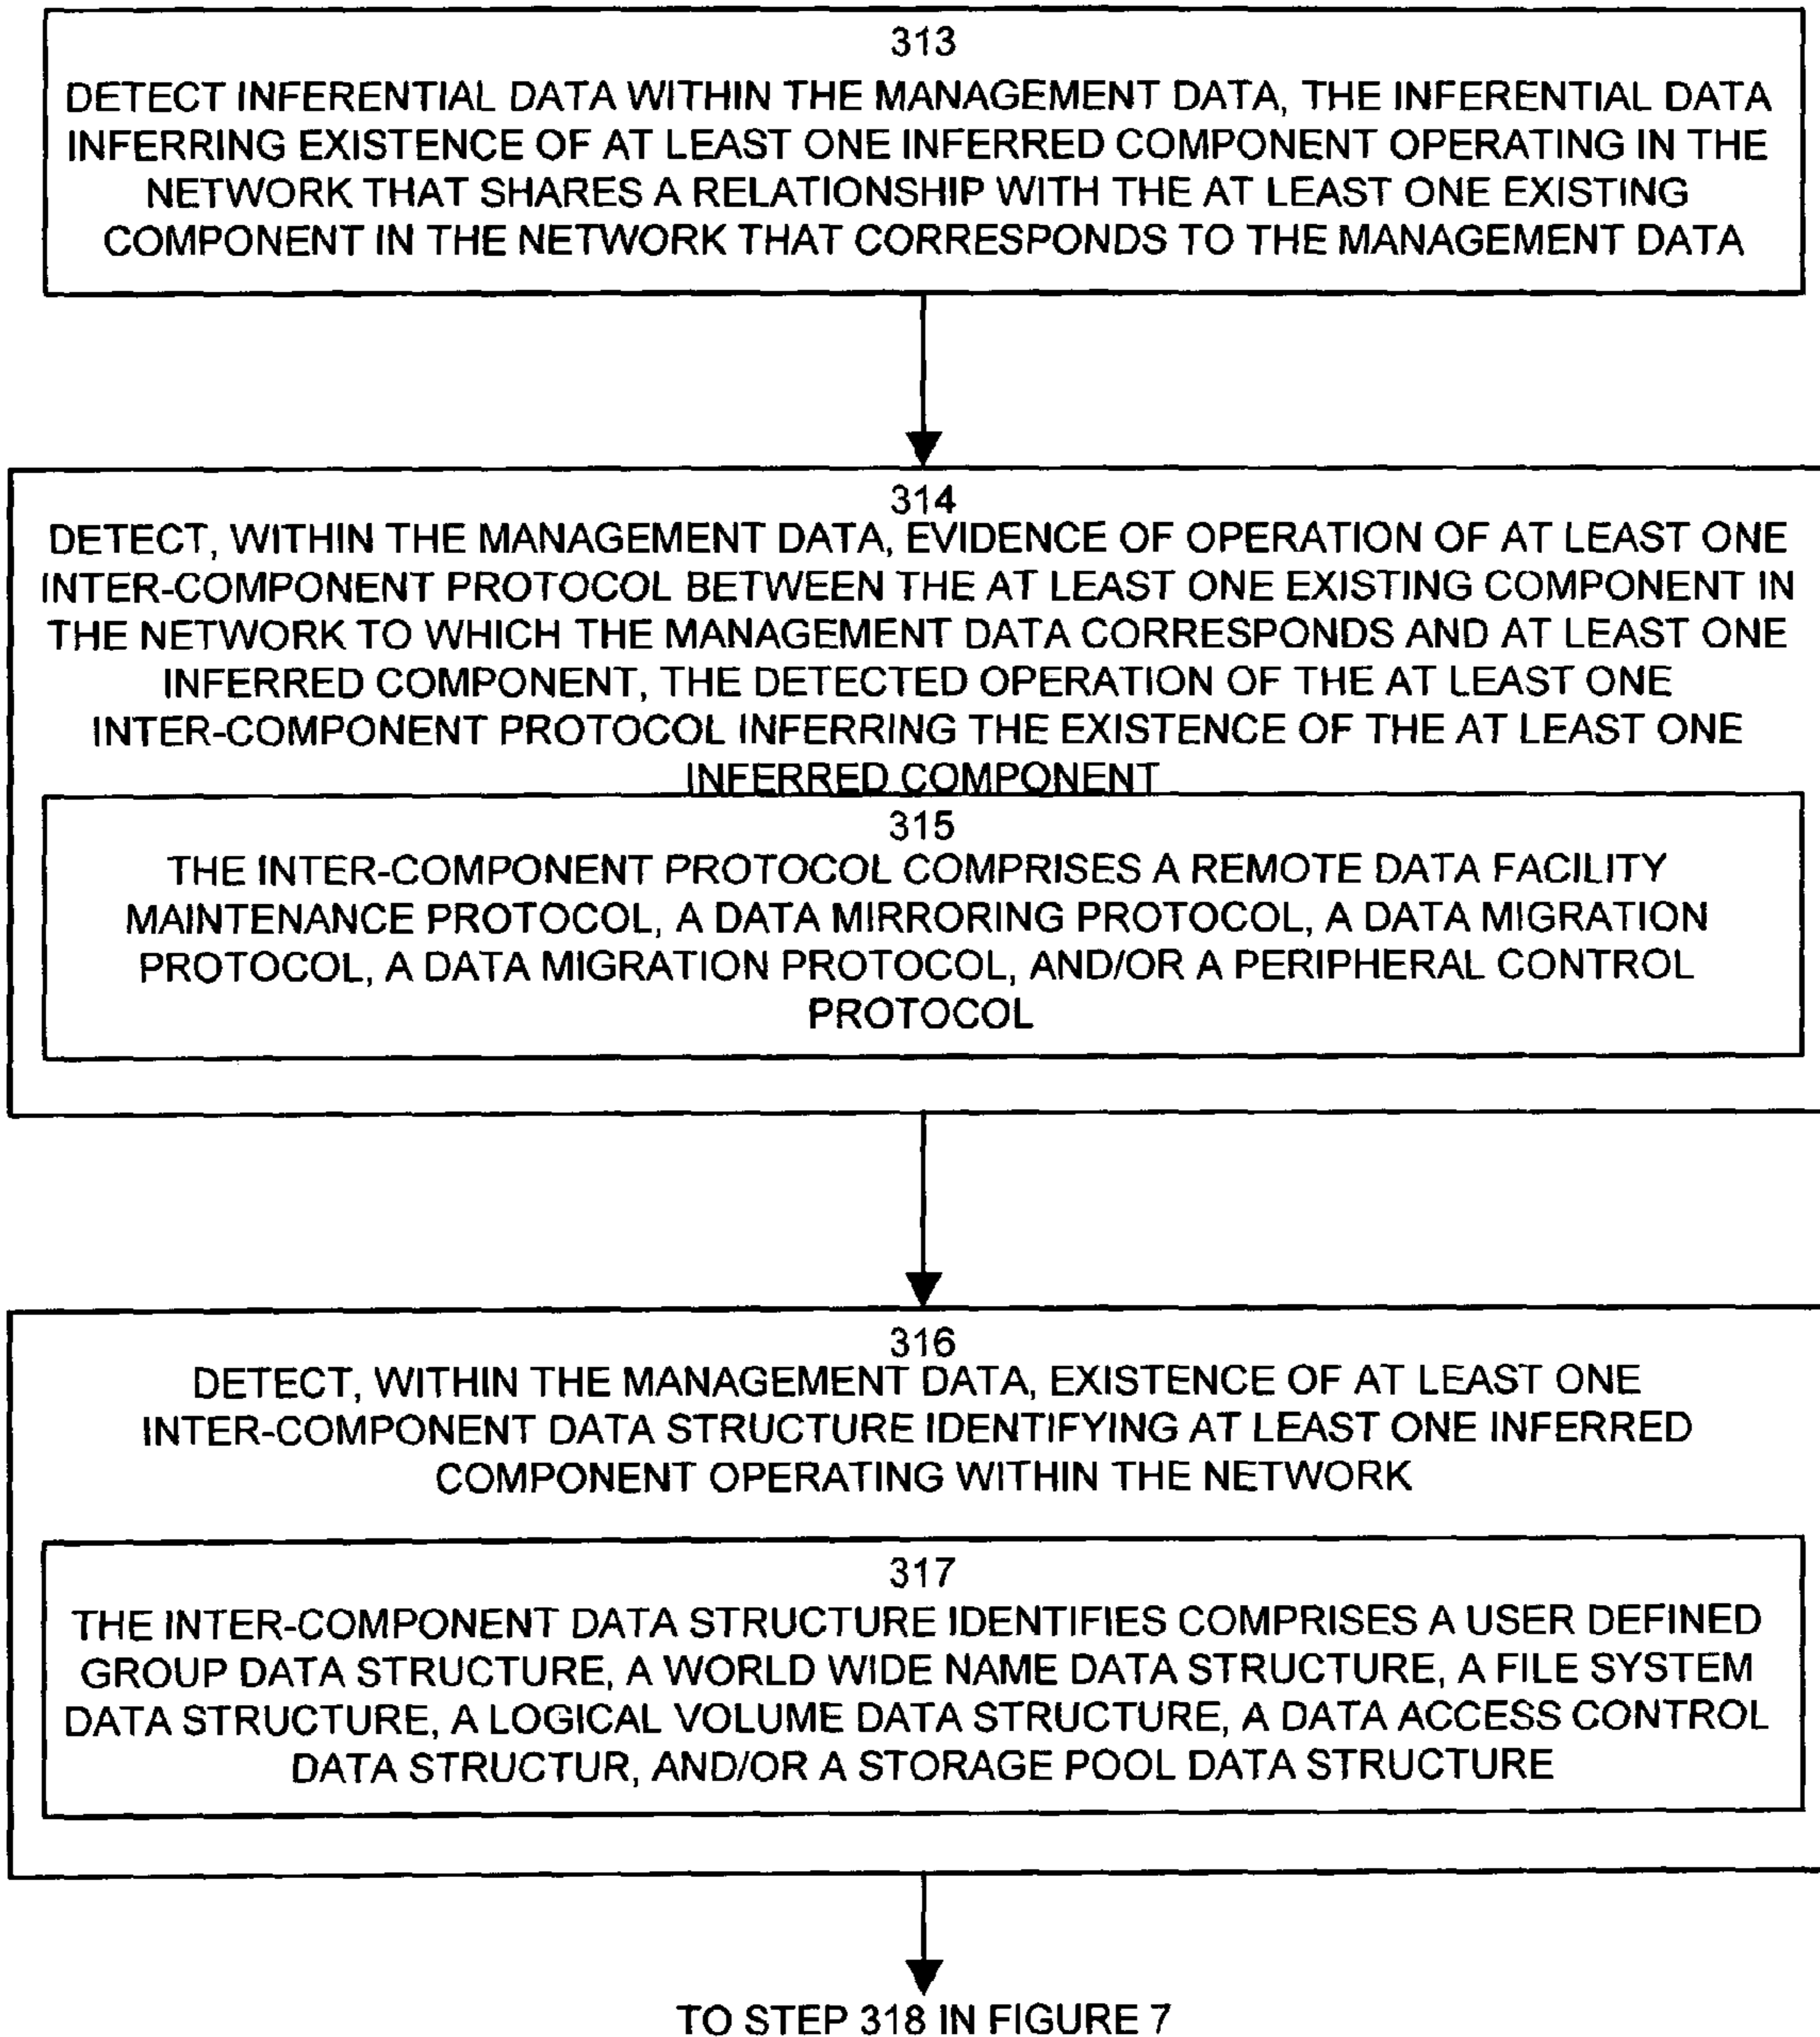 313
DETECT INFERENTIAL DATA WITHIN THE MANAGEMENT DATA, THE INFERENTIAL DATA
INFERRING EXISTENCE OF AT LEAST ONE INFERRED COMPONENT OPERATING IN THE
NETWORK THAT SHARES A RELATIONSHIP WITH THE AT LEAST ONE EXISTING
COMPONENT IN THE NETWORK THAT CORRESPONDS TO THE MANAGEMENT DATA
314
DETECT, WITHIN THE MANAGEMENT DATA, EVIDENCE OF OPERATION OF AT LEAST ONE
INTER-COMPONENT PROTOCOL BETWEEN THE AT LEAST ONE EXISTING COMPONENT IN
THE NETWORK TO WHICH THE MANAGEMENT DATA CORRESPONDS AND AT LEAST ONE
INFERRED COMPONENT, THE DETECTED OPERATION OF THE AT LEAST ONE
INTER-COMPONENT PROTOCOL INFERRING THE EXISTENCE OF THE AT LEAST ONE
INFERRED COMPONENT
315
THE INTER-COMPONENT PROTOCOL COMPRISES A REMOTE DATA FACILITY
MAINTENANCE PROTOCOL, A DATA MIRRORING PROTOCOL, A DATA MIGRATION
PROTOCOL, A DATA MIGRATION PROTOCOL, AND/OR A PERIPHERAL CONTROL
PROTOCOL
316
DETECT, WITHIN THE MANAGEMENT DATA, EXISTENCE OF AT LEAST ONE
INTER-COMPONENT DATA STRUCTURE IDENTIFYING AT LEAST ONE INFERRED
COMPONENT OPERATING WITHIN THE NETWORK
317
THE INTER-COMPONENT DATA STRUCTURE IDENTIFIES COMPRISES A USER DEFINED
GROUP DATA STRUCTURE, A WORLD WIDE NAME DATA STRUCTURE, A FILE SYSTEM
DATA STRUCTURE, A LOGICAL VOLUME DATA STRUCTURE, A DATA ACCESS CONTROL
DATA STRUCTUR, AND/OR A STORAGE POOL DATA STRUCTURE
TO STEP 318 IN FIGURE 7